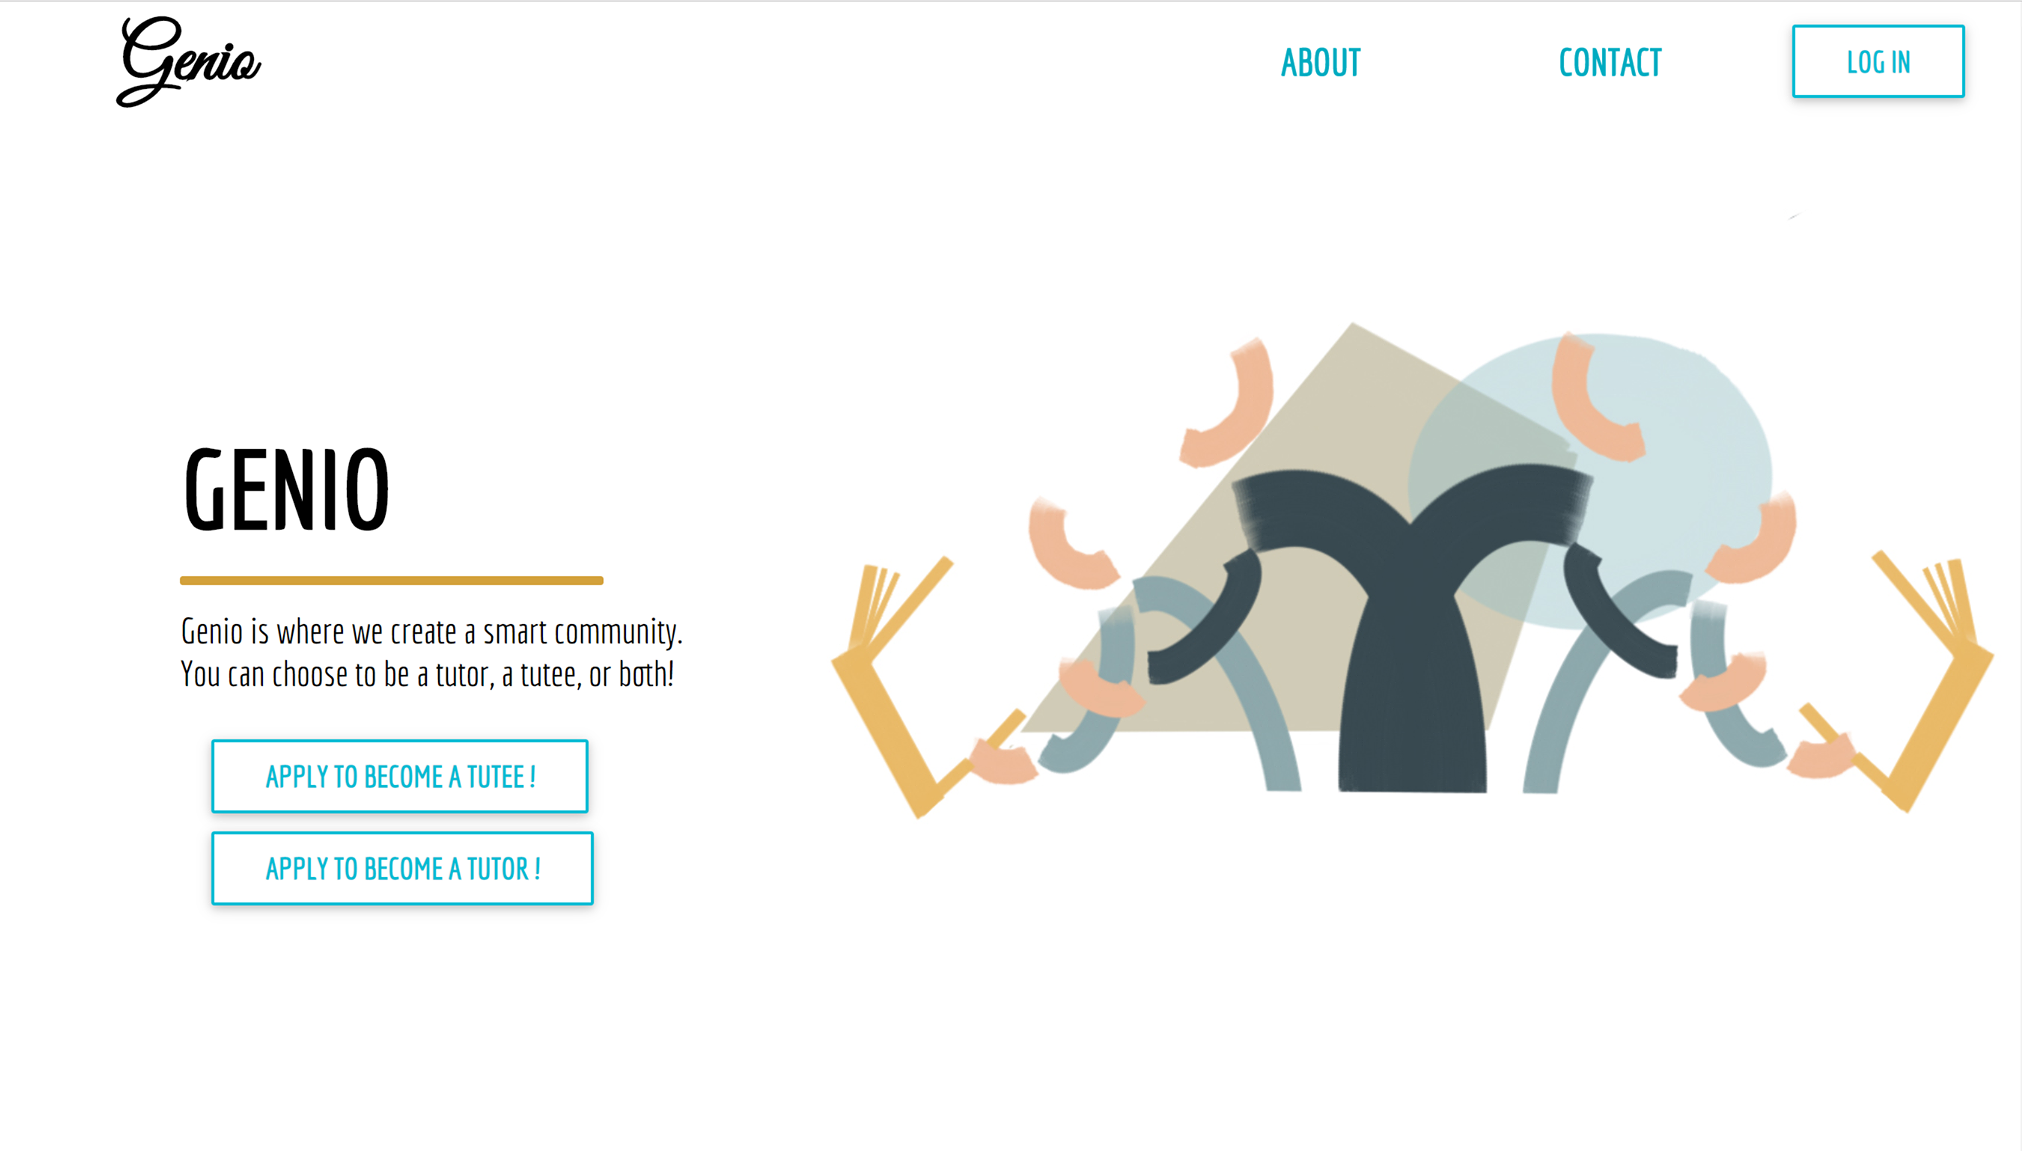 Genio
ABOUT
CONTACT
LOG IN
GENIO
Genio is where we create a smart community.
You can choose to be a tutor, a tutee, or both!
APPLY TO BECOME A TUTEE !
APPLY TO BECOME A TUTOR !